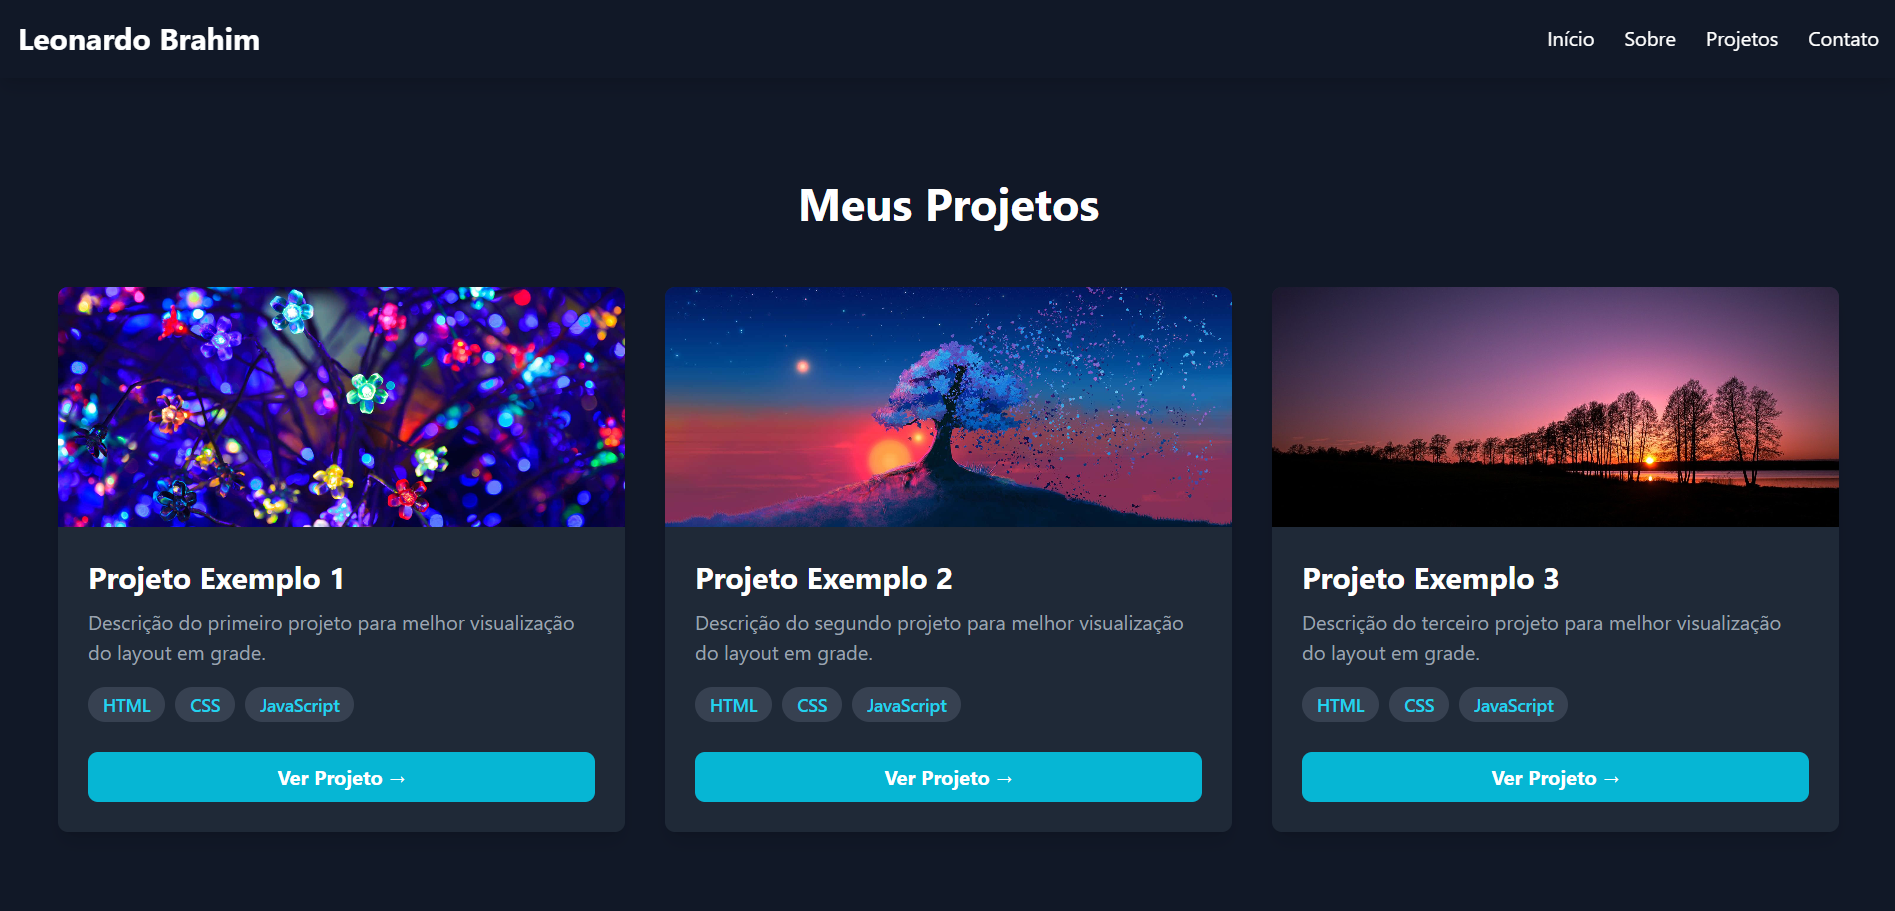 Leonardo Brahim
Início Sobre Projetos Contato
Meus Projetos
Projeto Exemplo 1
Descrição do primeiro projeto para melhor visualização
do layout em grade.
HTML CSS JavaScript
Ver Projeto →
Projeto Exemplo 2
Descrição do segundo projeto para melhor visualização
do layout em grade.
HTML CSS JavaScript
Ver Projeto →
Projeto Exemplo 3
Descrição do terceiro projeto para melhor visualização
do layout em grade.
HTML CSS JavaScript
Ver Projeto →